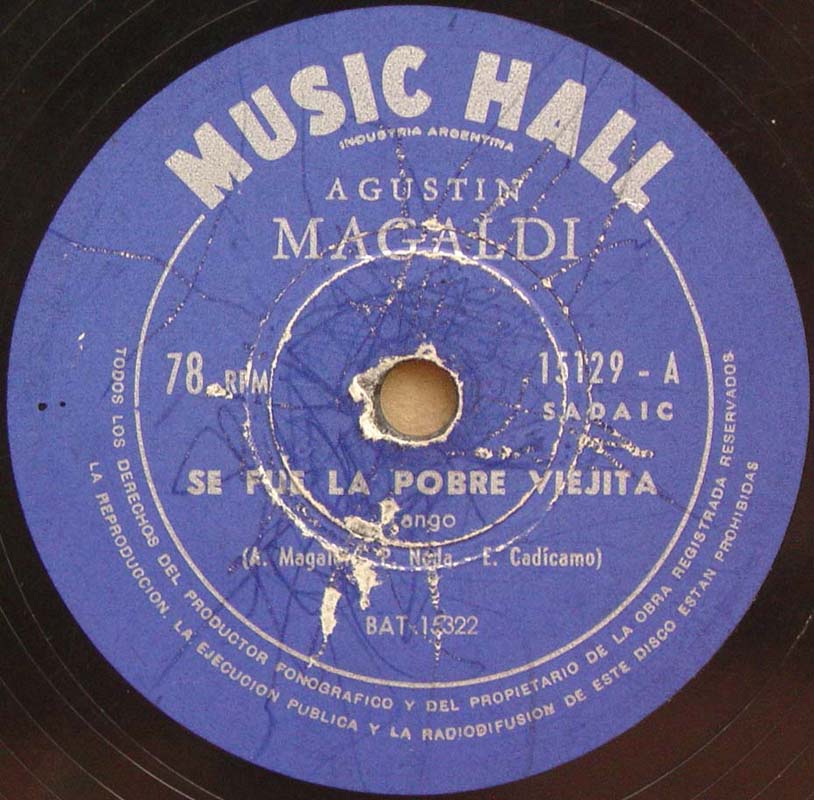 MUSIC HALL
INDUSTRIA ARGENTINA
AGUSTIN
MAGALDI
78 RPM
15129 - A
SADAIC
SE FUE LA POBRE VIEJITA
(A. E. Cadícamo)
BAT. 15322
TODOS LOS DERECHOS DEL PRODUCTOR FONOGRAFICO Y DEL PROPIETARIO DE LA OBRA REGISTRADA RESERVADOS
LA REPRODUCCION, LA EJECUCION PUBLICA Y LA RADIODIFUSION DE ESTE DISCO ESTAN PROHIBIDAS